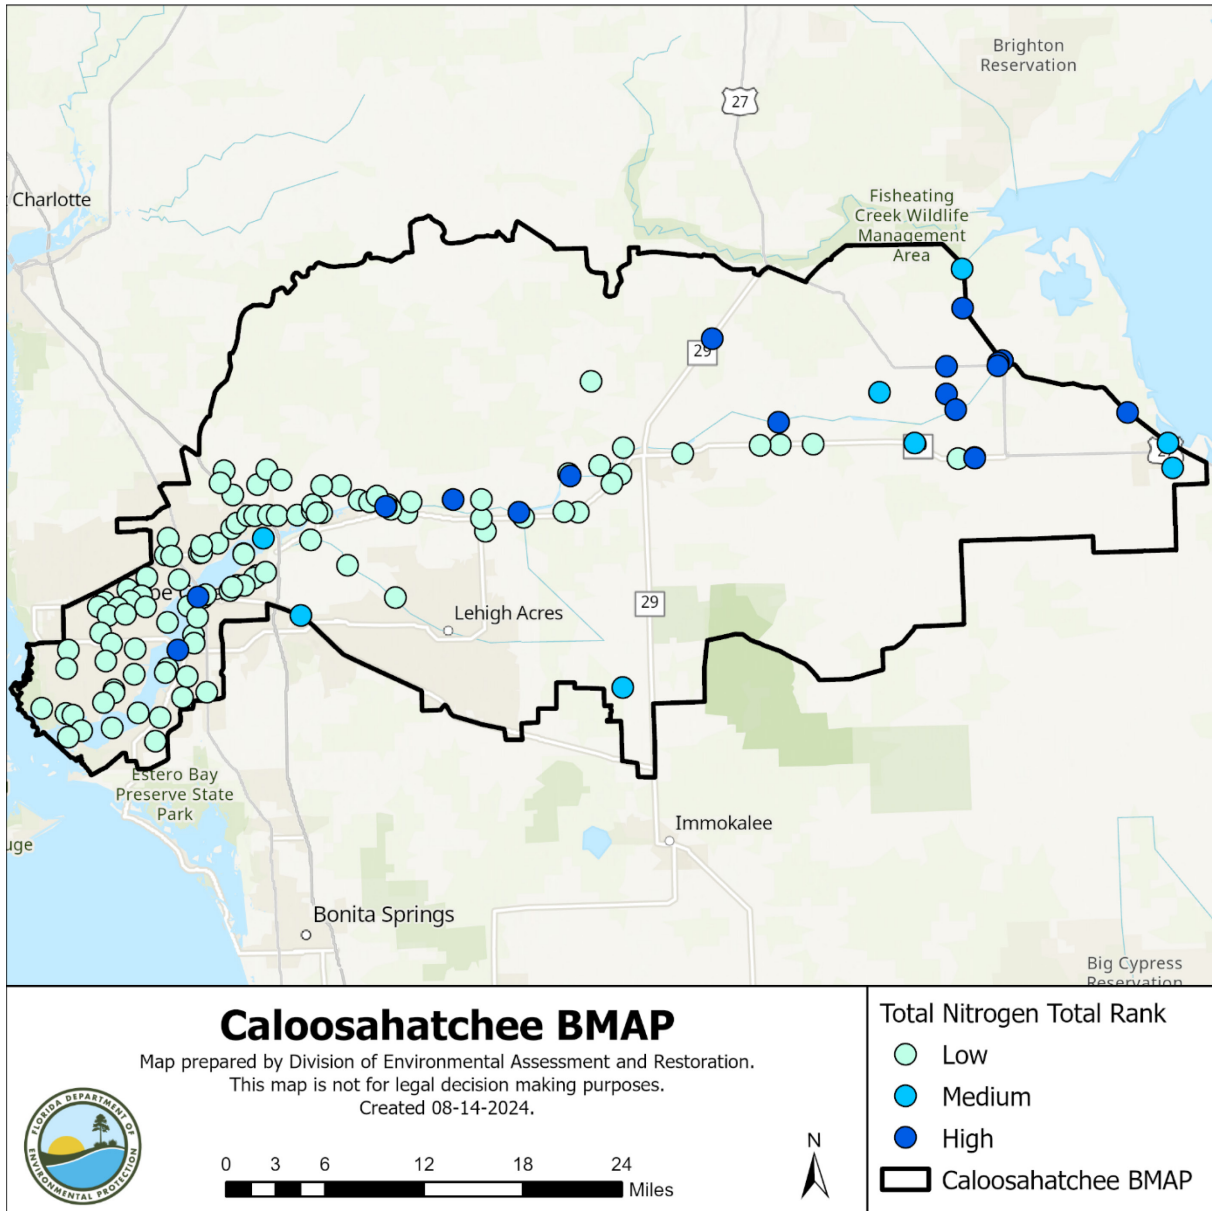 Brighton
Reservation
27
Charlotte
Fisheating
Creek Wildlife
Management
Area
29
29
Lehigh Acres
Estero Bay
Preserve State
Park
Immokalee
Bonita Springs
Big Cypress
Reservation
Caloosahatchee BMAP
Map prepared by Division of Environmental Assessment and Restoration.
This map is not for legal decision making purposes.
Created 08-14-2024.
FLORIDA DEPARTMENT OF
ENVIRONMENTAL PROTECTION
0 3 6 12 18 24
Miles
N
Total Nitrogen Total Rank
Low
Medium
High
Caloosahatchee BMAP